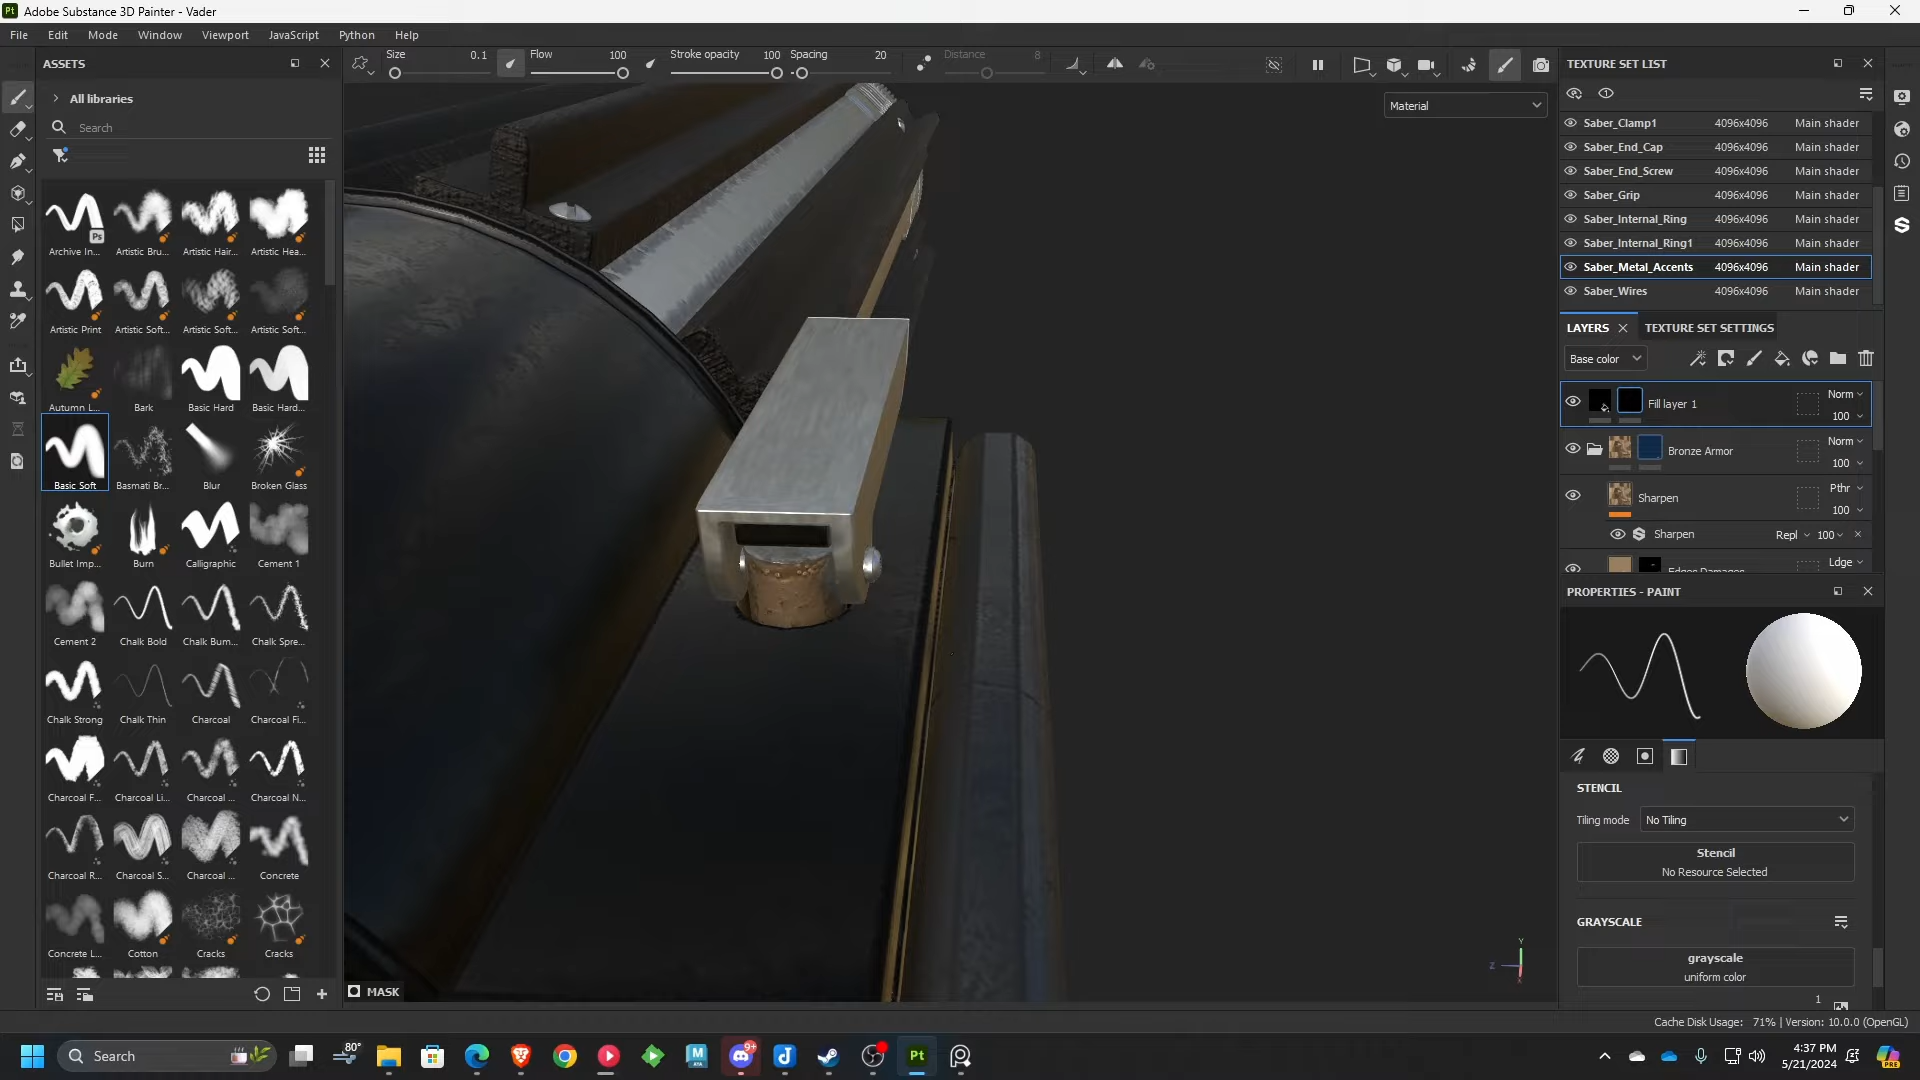 Adobe Substance 3D Painter - Vader
File Edit Mode Window Viewport JavaScript Python Help
ASSETS
Size 0.1 Flow 100 Stroke opacity 100 Spacing 20 Distance 8
All libraries
Search
Archive In... Artistic Bru... Artistic Hair... Artistic Hea...
Artistic Print Artistic Soft... Artistic Soft... Artistic Soft...
Autumn L... Bark Basic Hard Basic Hard...
Basic Soft Basmati Br... Blur Broken Glass
Bullet Imp... Burn Calligraphic Cement 1
Cement 2 Chalk Bold Chalk Bum... Chalk Spre...
Chalk Strong Chalk Thin Charcoal Charcoal Fi...
Charcoal F... Charcoal Li... Charcoal ... Charcoal N...
Charcoal R... Charcoal S... Charcoal ... Concrete
Concrete L... Cotton Cracks Cracks
Material
MASK
Y
Z
TEXTURE SET LIST
Saber_Clamp1 4096x4096 Main shader
Saber_End_Cap 4096x4096 Main shader
Saber_End_Screw 4096x4096 Main shader
Saber_Grip 4096x4096 Main shader
Saber_Internal_Ring 4096x4096 Main shader
Saber_Internal_Ring1 4096x4096 Main shader
Saber_Metal_Accents 4096x4096 Main shader
Saber_Wires 4096x4096 Main shader
LAYERS TEXTURE SET SETTINGS
Base color
Fill layer 1 Norm 100
Bronze Armor Norm 100
Sharpen Pthr 100
Sharpen Repl 100
Edges Damages Ldge
PROPERTIES - PAINT
STENCIL
Tiling mode No Tiling
Stencil
No Resource Selected
GRAYSCALE
grayscale
uniform color
1
Cache Disk Usage: 71% | Version: 10.0.0 (OpenGL)
Search
80°
9+
Pt
4:37 PM
5/21/2024
PRE